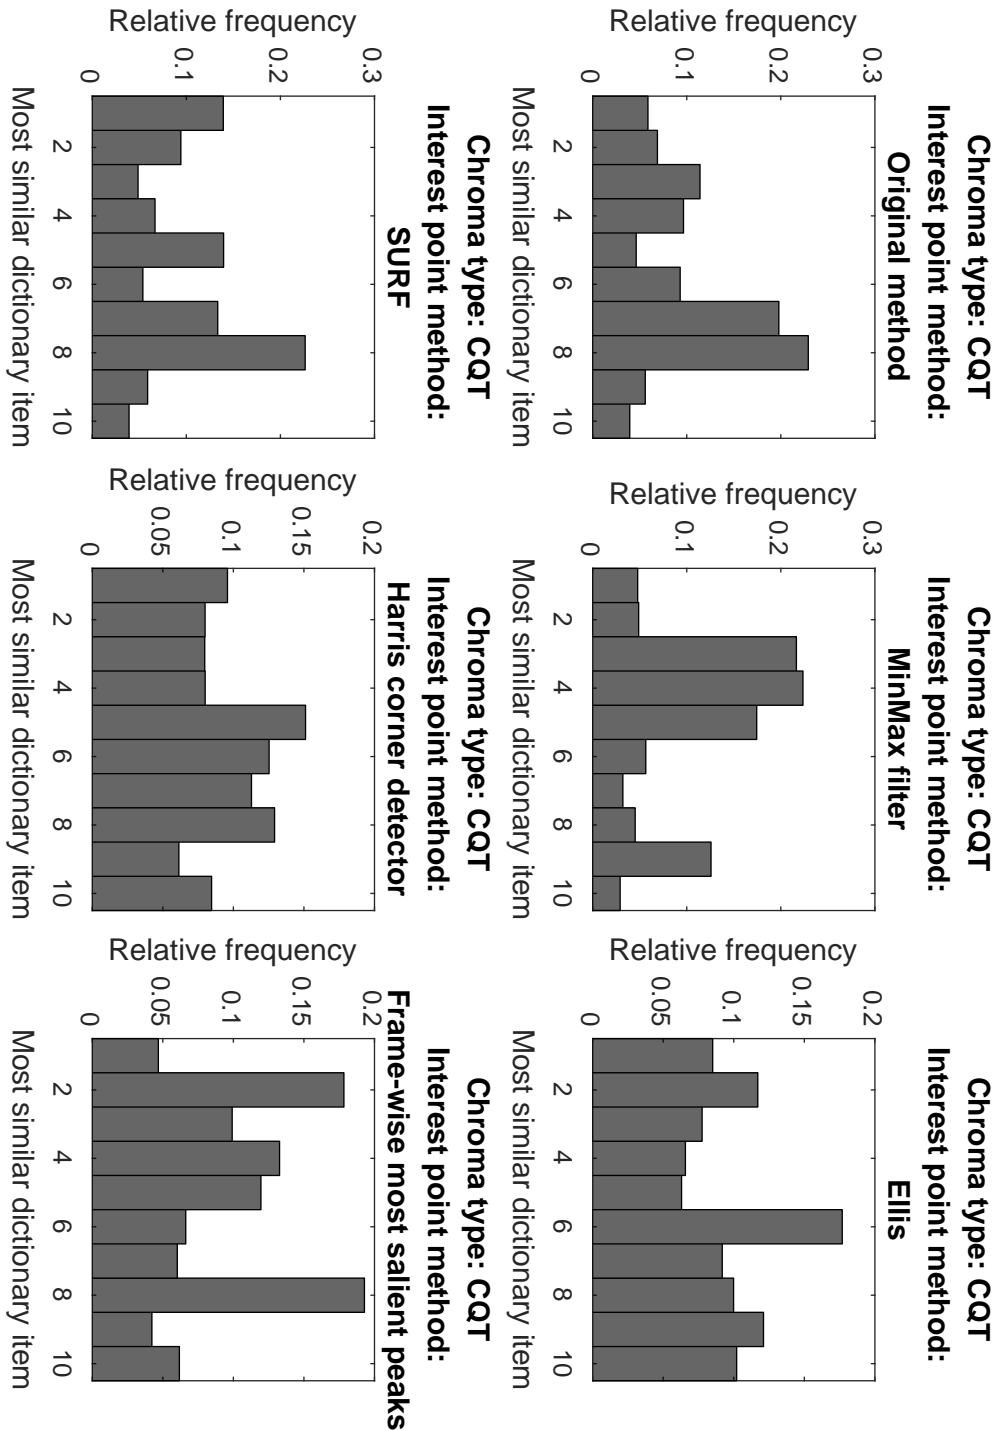 Chroma type: CQT
Interest point method:
Original method
Relative frequency
0.3
0.2
0.1
0
2
4
6
8
10
Most similar dictionary item
Chroma type: CQT
Interest point method:
MinMax filter
Relative frequency
0.3
0.2
0.1
0
2
4
6
8
10
Most similar dictionary item
Chroma type: CQT
Interest point method:
Ellis
Relative frequency
0.2
0.15
0.1
0.05
0
2
4
6
8
10
Most similar dictionary item
Chroma type: CQT
Interest point method:
SURF
Relative frequency
0.3
0.2
0.1
0
2
4
6
8
10
Most similar dictionary item
Chroma type: CQT
Interest point method:
Harris corner detector
Relative frequency
0.2
0.15
0.1
0.05
0
2
4
6
8
10
Most similar dictionary item
Chroma type: CQT
Interest point method:
Frame-wise most salient peaks
Relative frequency
0.2
0.15
0.1
0.05
0
2
4
6
8
10
Most similar dictionary item